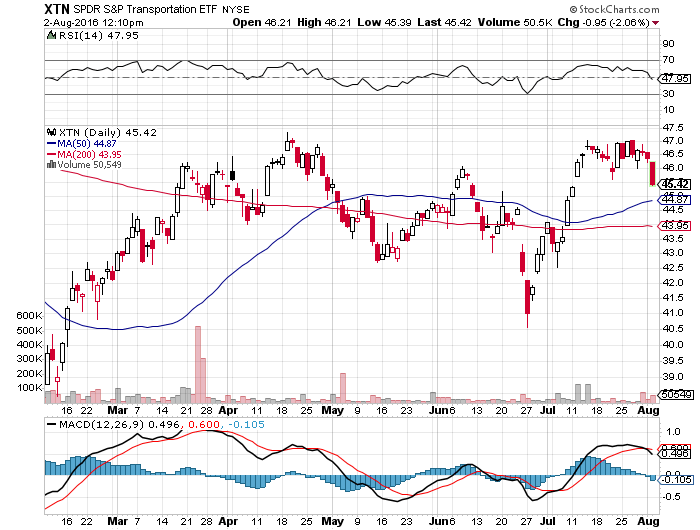 XTN SPDR S&P Transportation ETF NYSE © StockCharts.com
2-Aug-2016 12:10pm Open 46.21 High 46.21 Low 45.39 Last 45.42 Volume 50.5K Chg -0.95 (-2.06%)
RSI(14) 47.95
90
70
47.95
30
10
XTN (Daily) 45.42
MA(50) 44.87
MA(200) 43.95
Volume 50,549
47.5
47.0
46.5
46.0
45.42
44.87
44.5
43.95
43.5
43.0
42.5
42.0
41.5
41.0
40.5
40.0
39.5
39.0
38.5
600K
500K
400K
300K
200K
100K
50549
16 22 Mar 7 14 21 28 Apr 11 18 25 May 9 16 23 Jun 6 13 20 27 Jul 11 18 25 Aug
MACD(12,26,9) 0.496, 0.600, -0.105
1.0
0.600
0.496
-0.105
-0.5
16 22 Mar 7 14 21 28 Apr 11 18 25 May 9 16 23 Jun 6 13 20 27 Jul 11 18 25 Aug